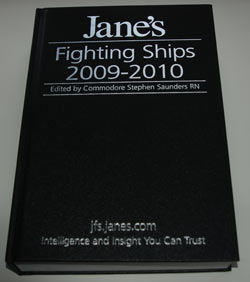 Jane's
Fighting Ships
2009-2010
Edited by Commodore Stephen Saunders RN
jfs.janes.com
Intelligence and Insight You Can Trust